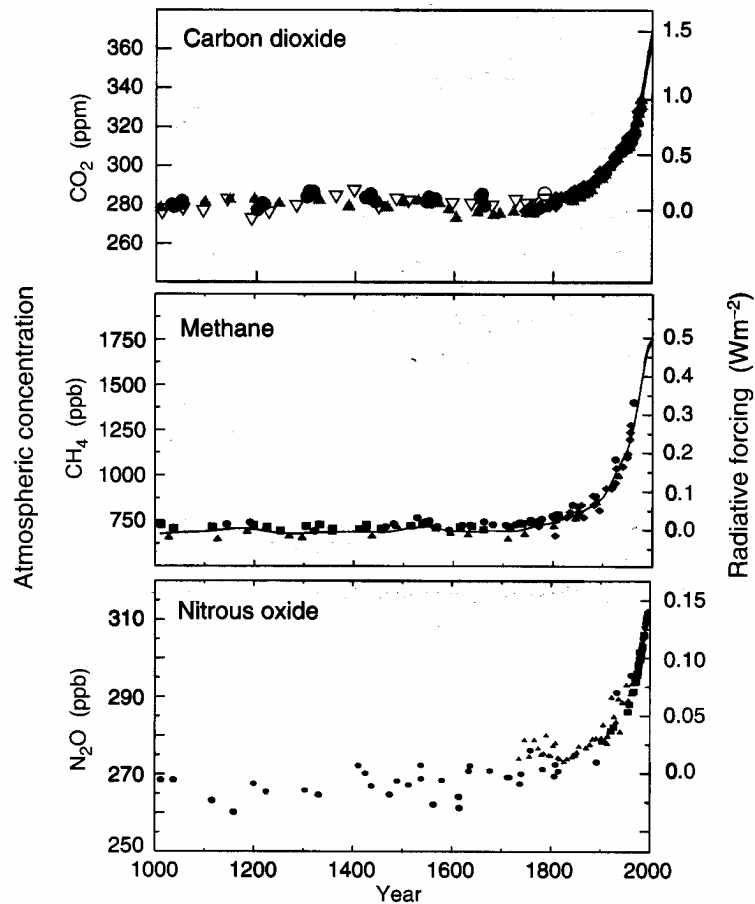 Carbon dioxide
360
340
320
300
280
260
CO₂ (ppm)
1.5
1.0
0.5
0.0
Methane
1750
1500
1250
1000
750
CH₄ (ppb)
0.5
0.4
0.3
0.2
0.1
0.0
Nitrous oxide
310
290
270
250
N₂O (ppb)
0.15
0.10
0.05
0.0
1000 1200 1400 1600 1800 2000
Year
Atmospheric concentration
Radiative forcing (Wm⁻²)